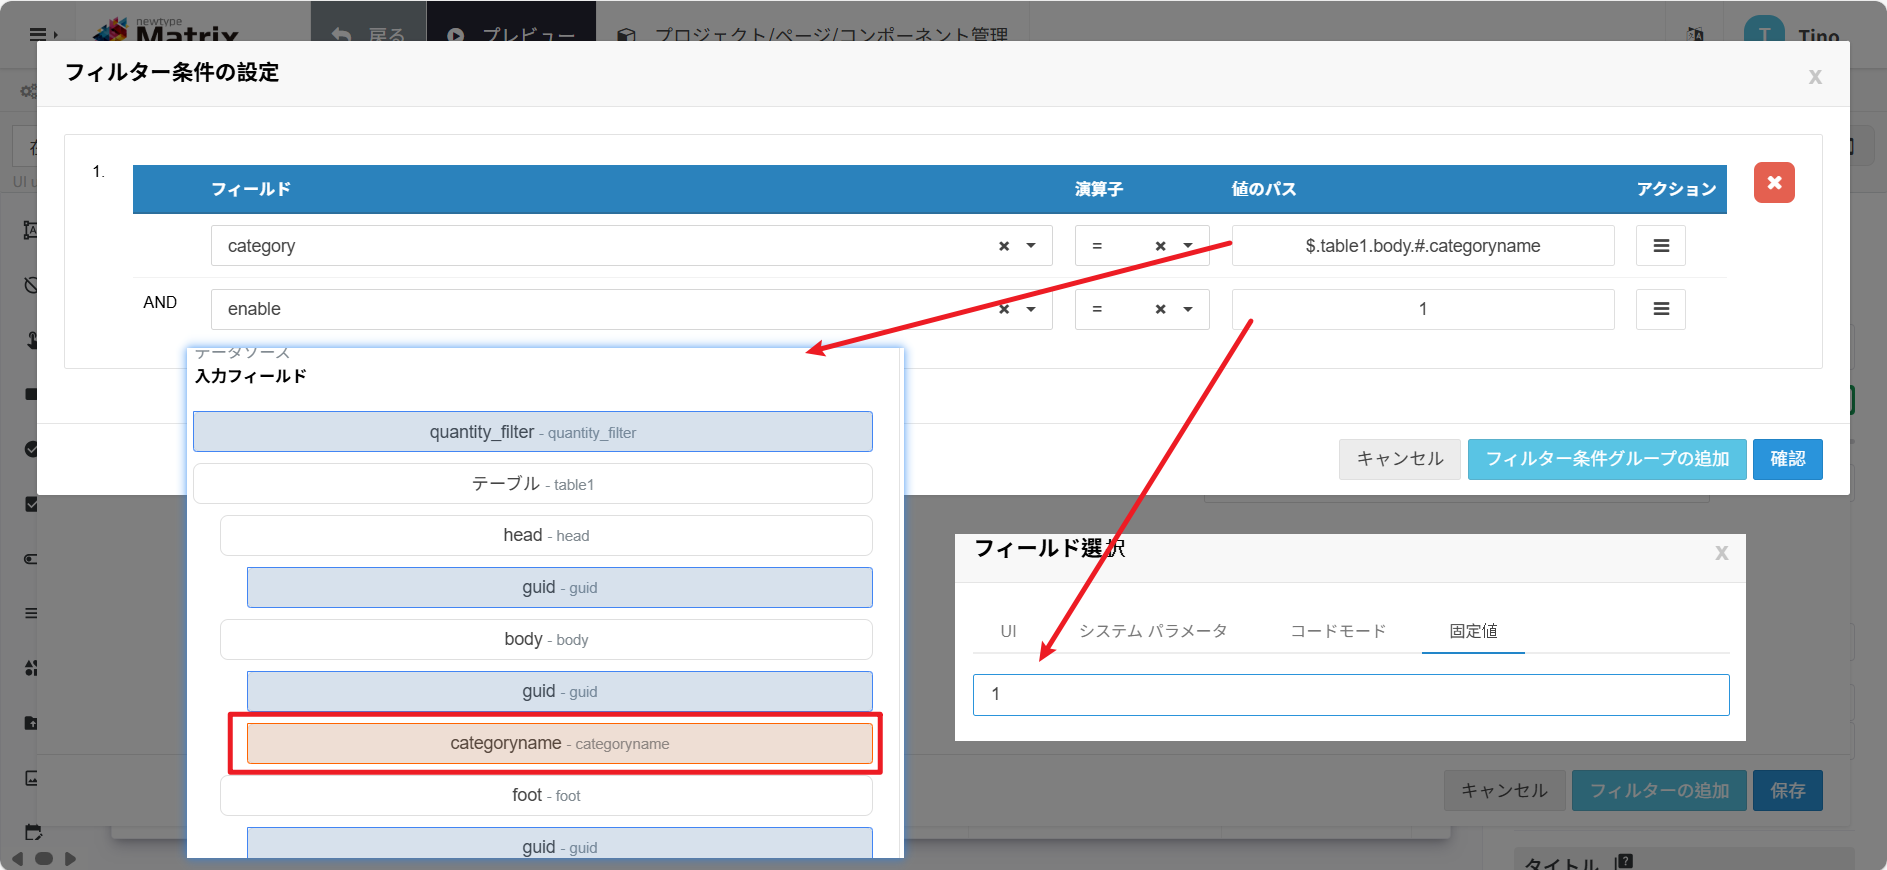 newtype
Matrix
戻る
プレビュー
プロジェクト/ページ/コンポーネント管理
T
Tino
フィルター条件の設定
x
UI
1.
フィールド
演算子
値のパス
アクション
category
=
$.table1.body.#.categoryname
AND
enable
=
1
データソース
入力フィールド
quantity_filter - quantity_filter
テーブル - table1
head - head
guid - guid
body - body
guid - guid
categoryname - categoryname
foot - foot
guid - guid
キャンセル
フィルター条件グループの追加
確認
フィールド選択
x
UI
システム パラメータ
コードモード
固定値
1
キャンセル
フィルターの追加
保存
タイトル